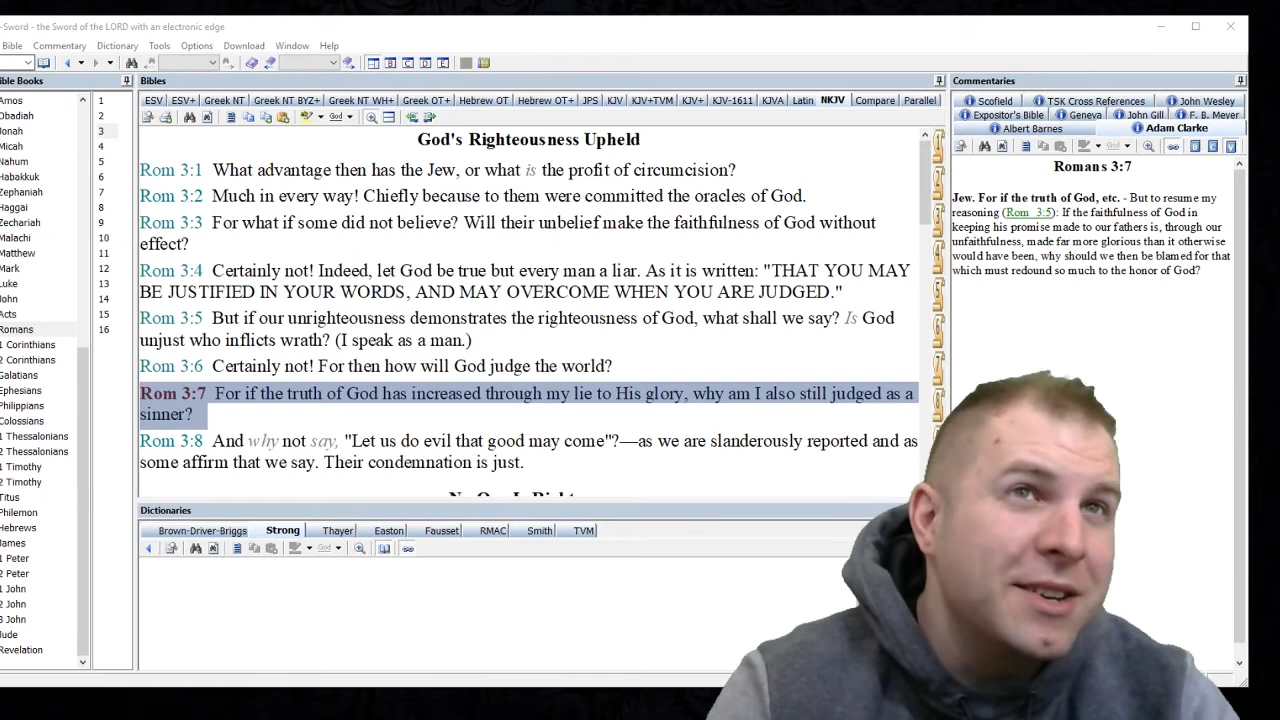 -Sword - the Sword of the LORD with an electronic edge
Bible Commentary Dictionary Tools Options Download Window Help
ible Books
Bibles
Commentaries
Amos
Obadiah
Jonah
Micah
Nahum
Habakkuk
Zephaniah
Haggai
Zechariah
Malachi
Matthew
Mark
Luke
John
Acts
Romans
1 Corinthians
2 Corinthians
Galatians
Ephesians
Philippians
Colossians
1 Thessalonians
2 Thessalonians
1 Timothy
2 Timothy
Titus
Philemon
Hebrews
James
1 Peter
2 Peter
1 John
2 John
3 John
Jude
Revelation
1
2
3
4
5
6
7
8
9
10
11
12
13
14
15
16
ESV ESV+ Greek NT Greek NT BYZ+ Greek NT WH+ Greek OT+ Hebrew OT Hebrew OT+ JPS KJV KJV+TVM KJV+ KJV-1611 KJVA Latin NKJV Compare Parallel
God
God's Righteousness Upheld
Rom 3:1 What advantage then has the Jew, or what is the profit of circumcision?
Rom 3:2 Much in every way! Chiefly because to them were committed the oracles of God.
Rom 3:3 For what if some did not believe? Will their unbelief make the faithfulness of God without
effect?
Rom 3:4 Certainly not! Indeed, let God be true but every man a liar. As it is written: "THAT YOU MAY
BE JUSTIFIED IN YOUR WORDS, AND MAY OVERCOME WHEN YOU ARE JUDGED."
Rom 3:5 But if our unrighteousness demonstrates the righteousness of God, what shall we say? Is God
unjust who inflicts wrath? (I speak as a man.)
Rom 3:6 Certainly not! For then how will God judge the world?
Rom 3:7 For if the truth of God has increased through my lie to His glory, why am I also still judged as a
sinner?
Rom 3:8 And why not say, "Let us do evil that good may come"?—as we are slanderously reported and as
some affirm that we say. Their condemnation is just.
Dictionaries
Brown-Driver-Briggs Strong Thayer Easton Fausset RMAC Smith TVM
God
Scofield TSK Cross References John Wesley
Expositor's Bible Geneva John Gill F. B. Meyer
Albert Barnes Adam Clarke
God
Romans 3:7
Jew. For if the truth of God, etc. - But to resume my
reasoning (Rom_3:5): If the faithfulness of God in
keeping his promise made to our fathers is, through our
unfaithfulness, made far more glorious than it otherwise
would have been, why should we then be blamed for that
which must redound so much to the honor of God?